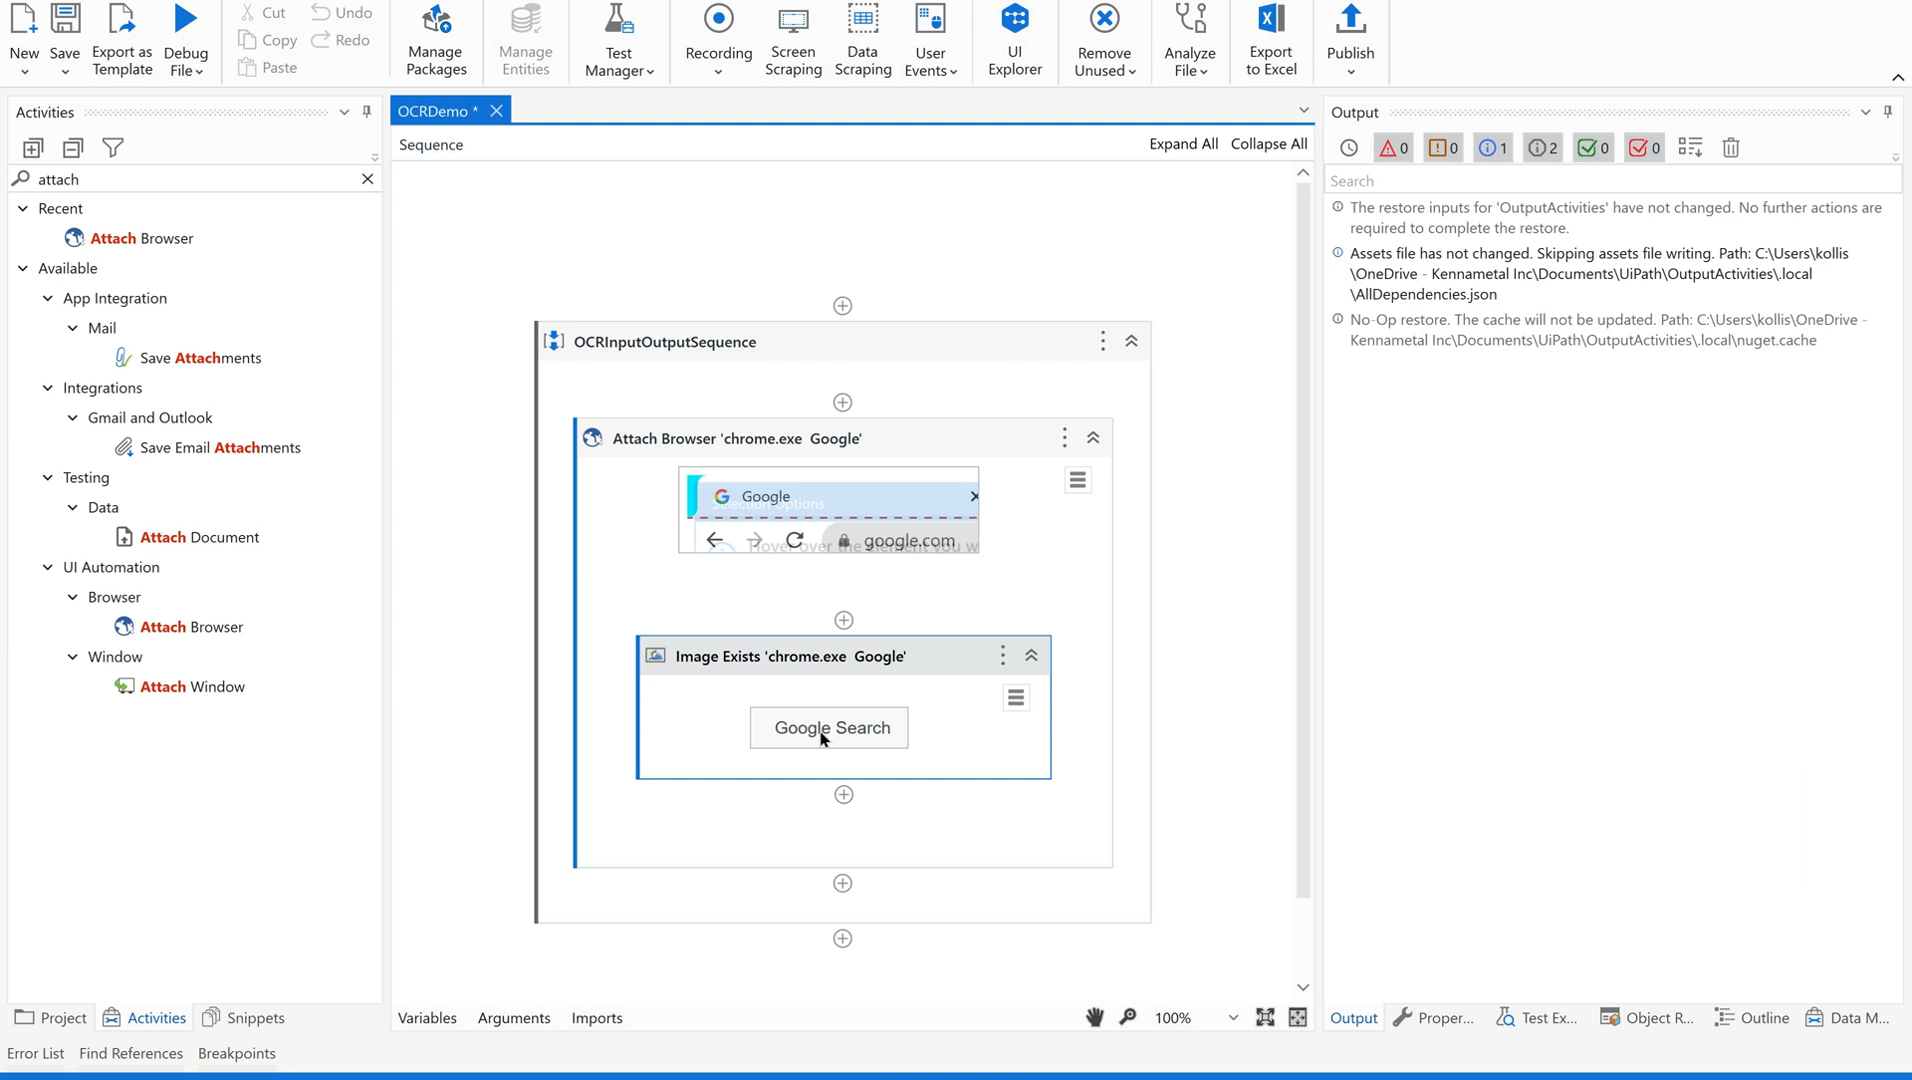 New
Save
Export as
Template
Debug
File
Cut
Copy
Paste
Undo
Redo
Manage
Packages
Manage
Entities
Test
Manager
Recording
Screen
Scraping
Data
Scraping
User
Events
UI
Explorer
Remove
Unused
Analyze
File
Export
to Excel
Publish
Activities
attach
Recent
Attach Browser
Available
App Integration
Mail
Save Attachments
Integrations
Gmail and Outlook
Save Email Attachments
Testing
Data
Attach Document
UI Automation
Browser
Attach Browser
Window
Attach Window
Project
Activities
Snippets
OCRDemo *
Sequence
Expand All
Collapse All
OCRInputOutputSequence
Attach Browser 'chrome.exe Google'
Google
Selection Options
google.com
Hover over the element you w
Image Exists 'chrome.exe Google'
Google Search
Variables
Arguments
Imports
100%
Output
0
0
1
2
0
0
Search
The restore inputs for 'OutputActivities' have not changed. No further actions are
required to complete the restore.
Assets file has not changed. Skipping assets file writing. Path: C:\Users\kollis
\OneDrive - Kennametal Inc\Documents\UiPath\OutputActivities\.local
\AllDependencies.json
No-Op restore. The cache will not be updated. Path: C:\Users\kollis\OneDrive -
Kennametal Inc\Documents\UiPath\OutputActivities\.local\nuget.cache
Output
Proper...
Test Ex...
Object R...
Outline
Data M...
Error List
Find References
Breakpoints